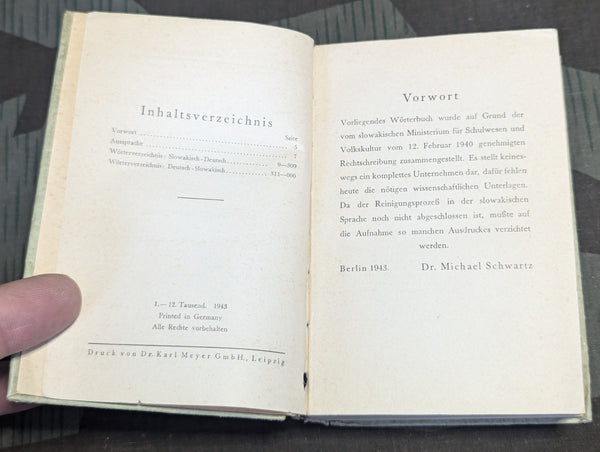 Inhaltsverzeichnis
Seite
Vorwort 5
Aussprache 7
Wörterverzeichnis: Slowakisch-Deutsch 9—309
Wörterverzeichnis: Deutsch-Slowakisch 311—606
1.—12. Tausend. 1943
Printed in Germany
Alle Rechte vorbehalten
Druck von Dr. Karl Meyer GmbH., Leipzig
Vorwort
Vorliegendes Wörterbuch wurde auf Grund der
vom slowakischen Ministerium für Schulwesen und
Volkskultur vom 12. Februar 1940 genehmigten
Rechtschreibung zusammengestellt. Es stellt keines-
wegs ein komplettes Unternehmen dar, dafür fehlen
heute die nötigen wissenschaftlichen Unterlagen.
Da der Reinigungsprozeß in der slowakischen
Sprache noch nicht abgeschlossen ist, mußte auf
die Aufnahme so manchen Ausdruckes verzichtet
werden.
Berlin 1943. Dr. Michael Schwartz